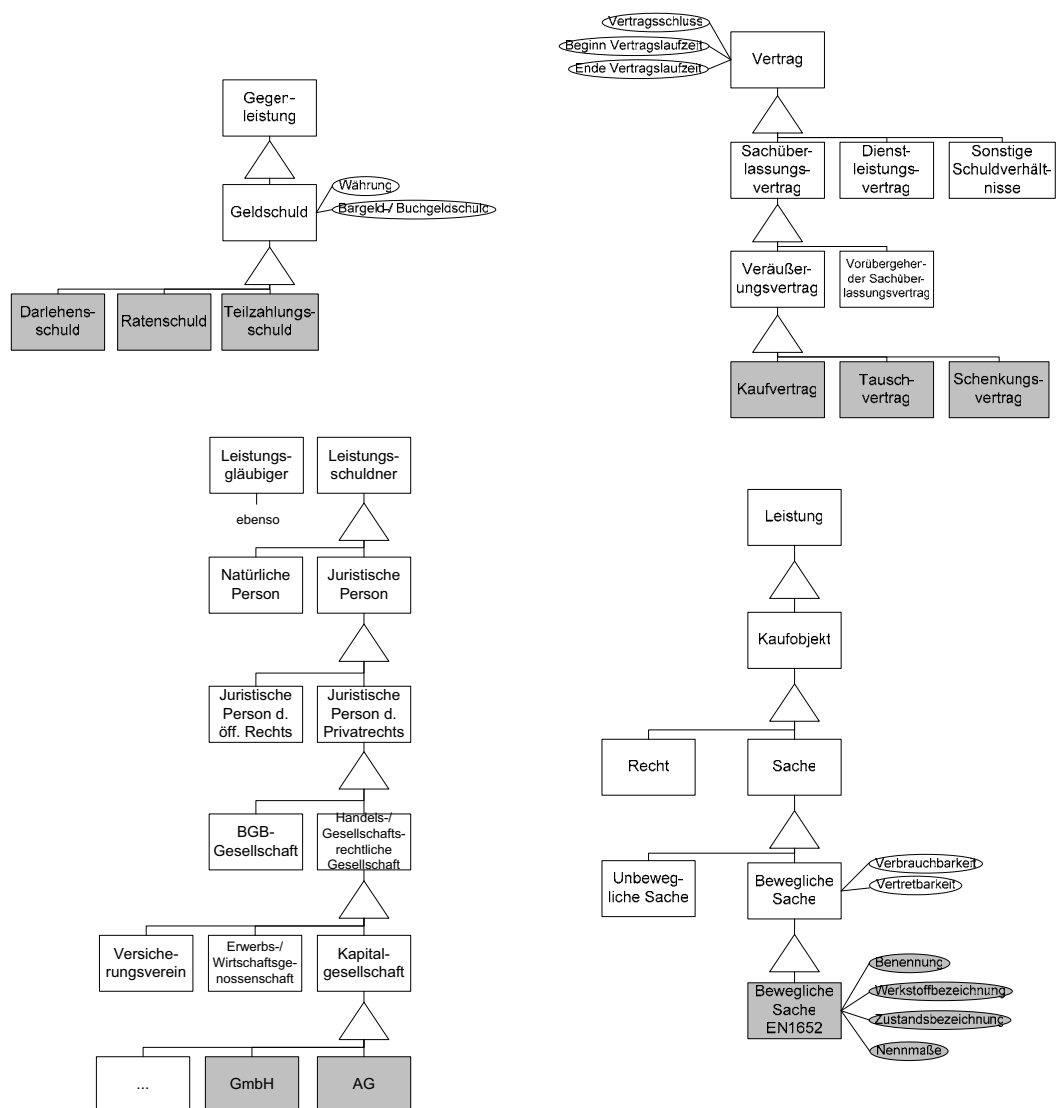 Gegen-
leistung
Geldschuld
Währung
Bargeld-/ Buchgeldschuld
Darlehens-
schuld
Ratenschuld
Teilzahlungs-
schuld
Vertragsschluss
Beginn Vertragslaufzeit
Ende Vertragslaufzeit
Vertrag
Sachüber-
lassungs-
vertrag
Dienst-
leistungs-
vertrag
Sonstige
Schuldverhält-
nisse
Veräußer-
ungsvertrag
Vorübergehen-
der Sachüber-
lassungsvertrag
Kaufvertrag
Tausch-
vertrag
Schenkungs-
vertrag
Leistungs-
gläubiger
Leistungs-
schuldner
ebenso
Natürliche
Person
Juristische
Person
Juristische
Person d.
öff. Rechts
Juristische
Person d.
Privatrechts
BGB-
Gesellschaft
Handels-/
Gesellschafts-
rechtliche
Gesellschaft
Versiche-
rungsverein
Erwerbs-/
Wirtschaftsge-
nossenschaft
Kapital-
gesellschaft
...
GmbH
AG
Leistung
Kaufobjekt
Recht
Sache
Unbeweg-
liche Sache
Bewegliche
Sache
Verbrauchbarkeit
Vertretbarkeit
Bewegliche
Sache
EN1652
Benennung
Werkstoffbezeichnung
Zustandsbezeichnung
Nennmaße